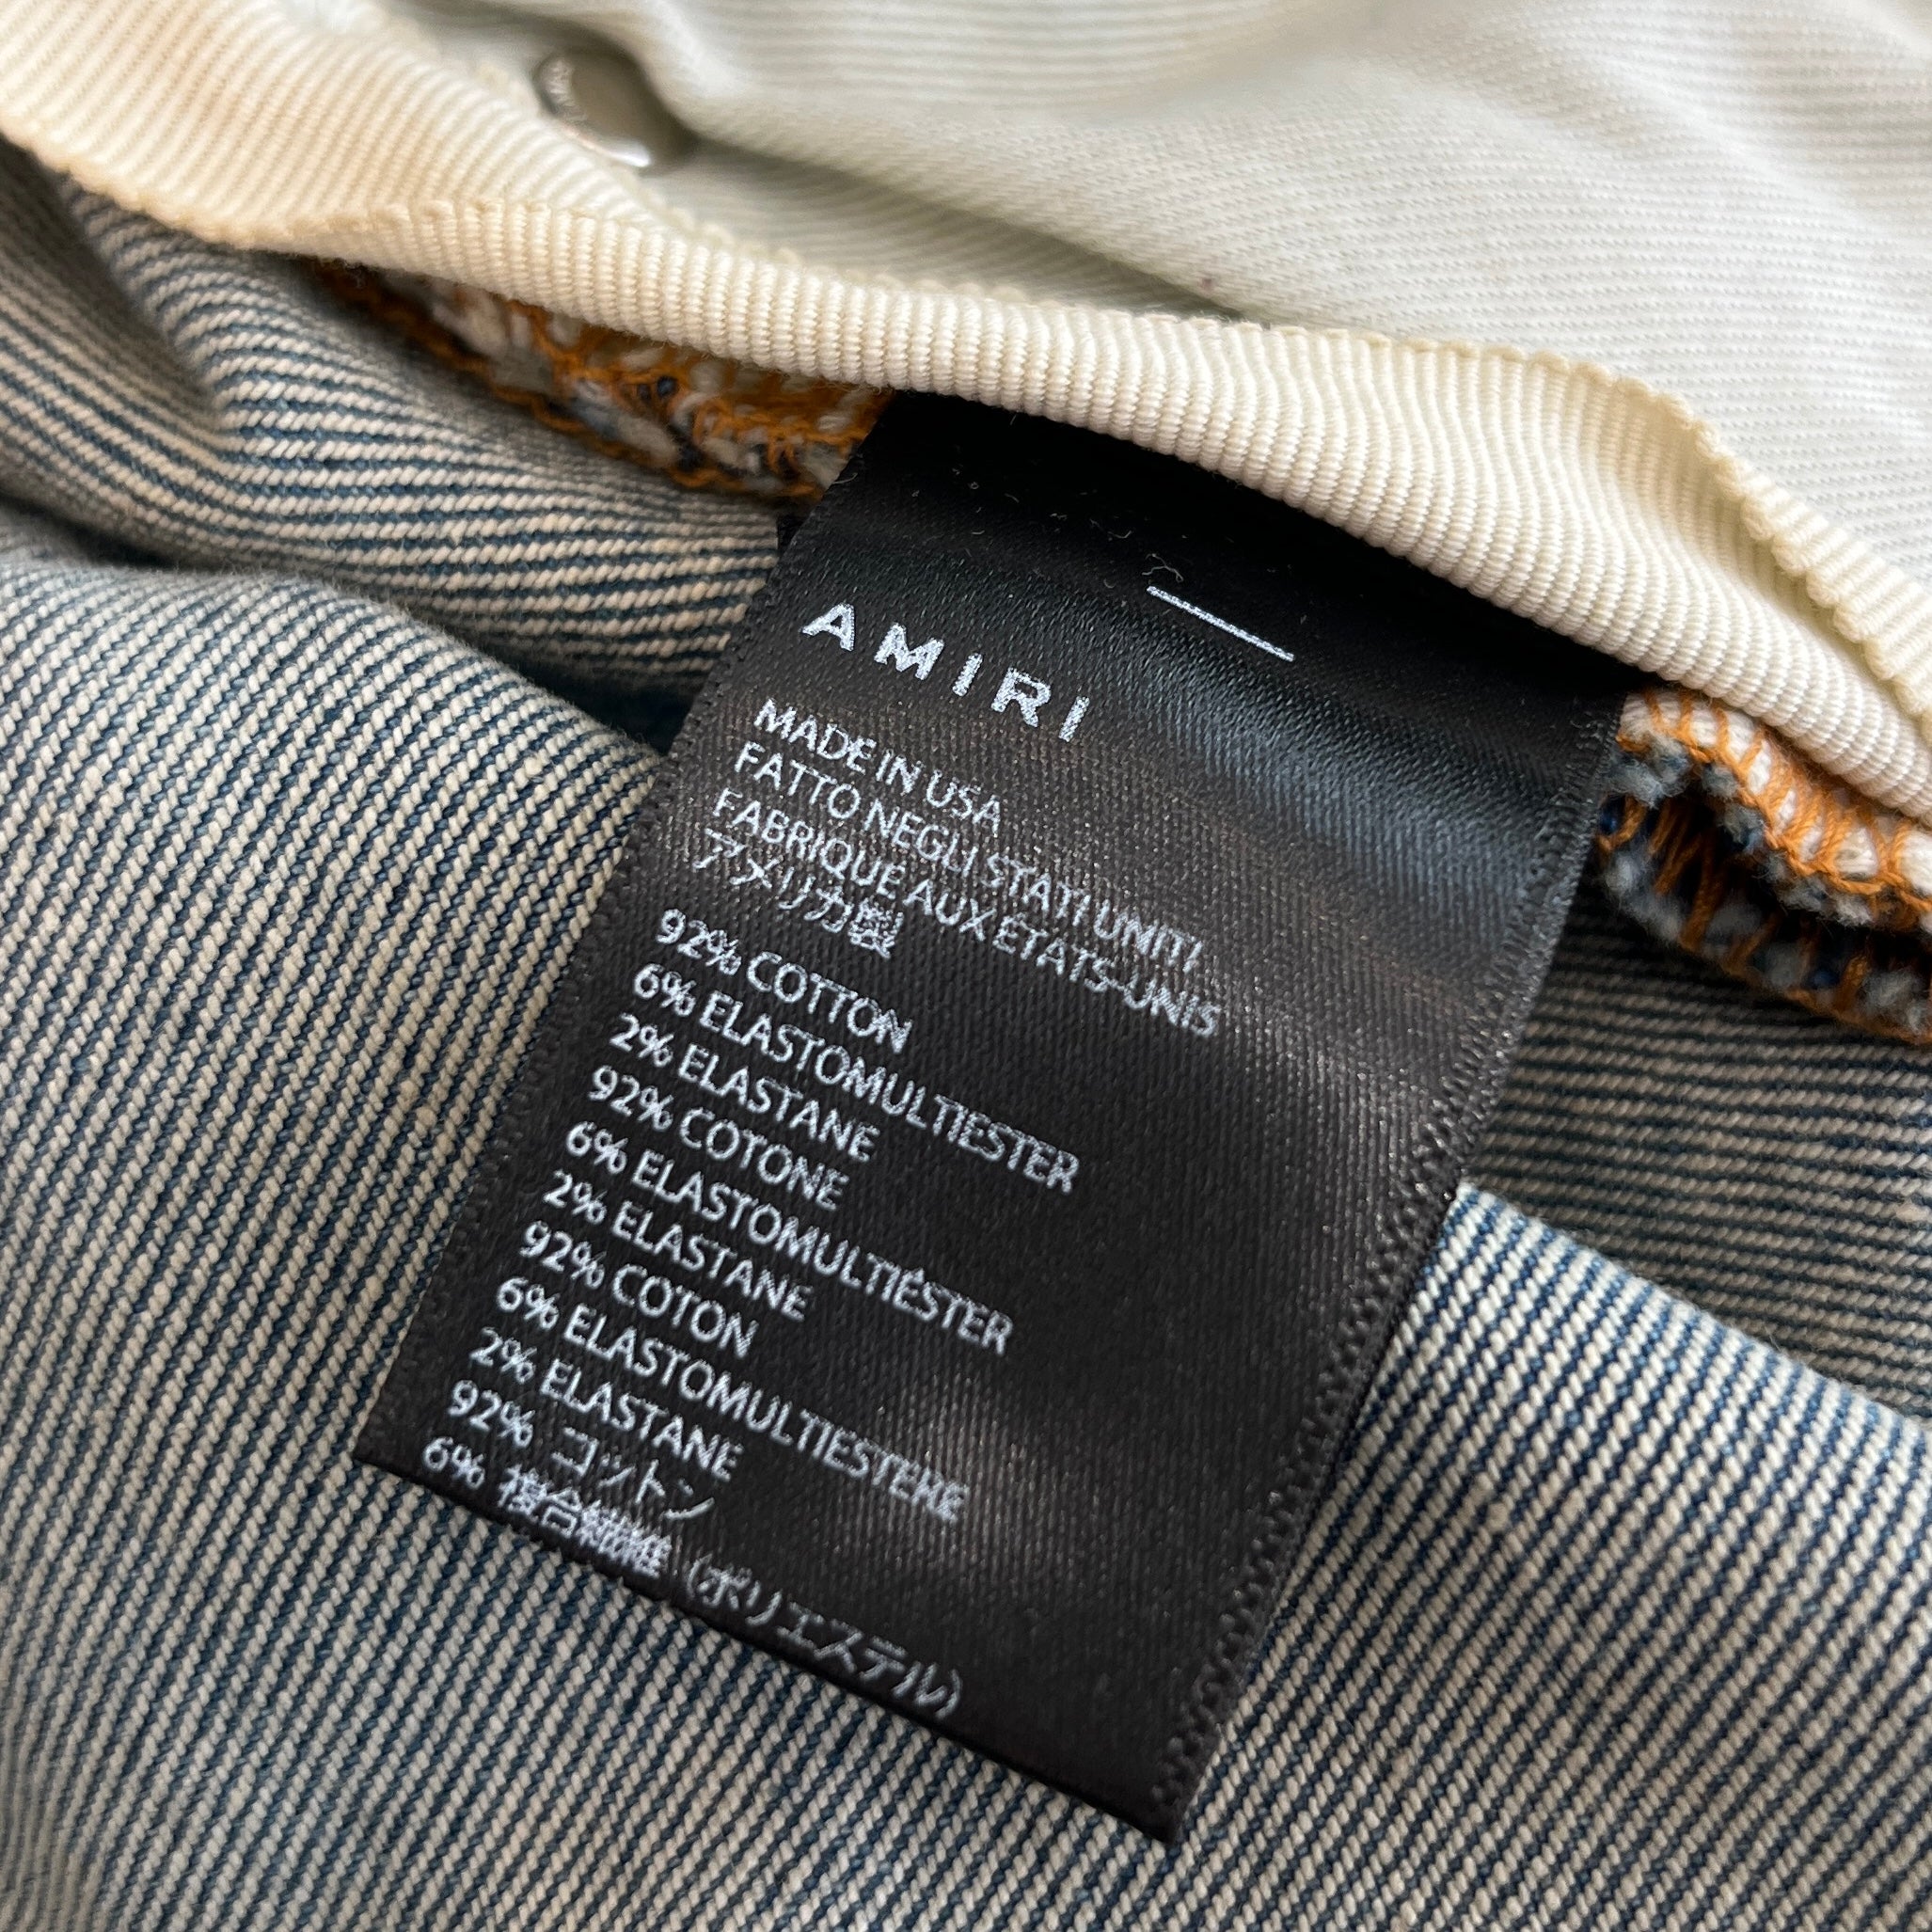 AMIRI
MADE IN USA
FATTO NEGLI STATI UNITI
FABRIQUE AUX ETATS-UNIS
アメリカ製
92% COTTON
6% ELASTOMULTIESTER
2% ELASTANE
92% COTONE
6% ELASTOMULTIÉSTER
2% ELASTANE
92% COTON
6% ELASTOMULTIESTERE
2% ELASTANE
92% コットン
6% 複合繊維 (ポリエステル)